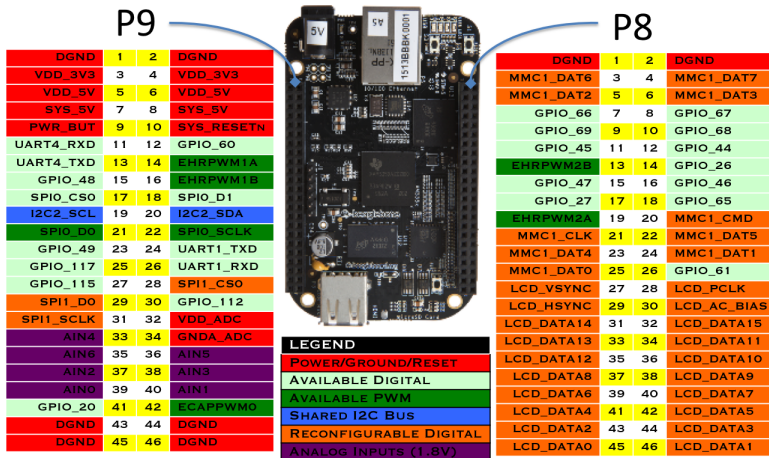 P9
P8
DGND 1 2 DGND
VDD_3V3 3 4 VDD_3V3
VDD_5V 5 6 VDD_5V
SYS_5V 7 8 SYS_5V
PWR_BUT 9 10 SYS_RESETN
UART4_RXD 11 12 GPIO_60
UART4_TXD 13 14 EHRPWM1A
GPIO_48 15 16 EHRPWM1B
SPI0_CS0 17 18 SPI0_D1
I2C2_SCL 19 20 I2C2_SDA
SPI0_D0 21 22 SPI0_SCLK
GPIO_49 23 24 UART1_TXD
GPIO_117 25 26 UART1_RXD
GPIO_115 27 28 SPI1_CS0
SPI1_D0 29 30 GPIO_112
SPI1_SCLK 31 32 VDD_ADC
AIN4 33 34 GNDA_ADC
AIN6 35 36 AIN5
AIN2 37 38 AIN3
AIN0 39 40 AIN1
GPIO_20 41 42 ECAPPWM0
DGND 43 44 DGND
DGND 45 46 DGND
A5
A5
1513BBBK0001
10/100 Ethernet
beaglebone
LEGEND
Power/Ground/Reset
Available Digital
Available PWM
Shared I2C Bus
Reconfigurable Digital
Analog Inputs (1.8V)
DGND 1 2 DGND
MMC1_DAT6 3 4 MMC1_DAT7
MMC1_DAT2 5 6 MMC1_DAT3
GPIO_66 7 8 GPIO_67
GPIO_69 9 10 GPIO_68
GPIO_45 11 12 GPIO_44
EHRPWM2B 13 14 GPIO_26
GPIO_47 15 16 GPIO_46
GPIO_27 17 18 GPIO_65
EHRPWM2A 19 20 MMC1_CMD
MMC1_CLK 21 22 MMC1_DAT5
MMC1_DAT4 23 24 MMC1_DAT1
MMC1_DAT0 25 26 GPIO_61
LCD_VSYNC 27 28 LCD_PCLK
LCD_HSYNC 29 30 LCD_AC_BIAS
LCD_DATA14 31 32 LCD_DATA15
LCD_DATA13 33 34 LCD_DATA11
LCD_DATA12 35 36 LCD_DATA10
LCD_DATA8 37 38 LCD_DATA9
LCD_DATA6 39 40 LCD_DATA7
LCD_DATA4 41 42 LCD_DATA5
LCD_DATA2 43 44 LCD_DATA3
LCD_DATA0 45 46 LCD_DATA1